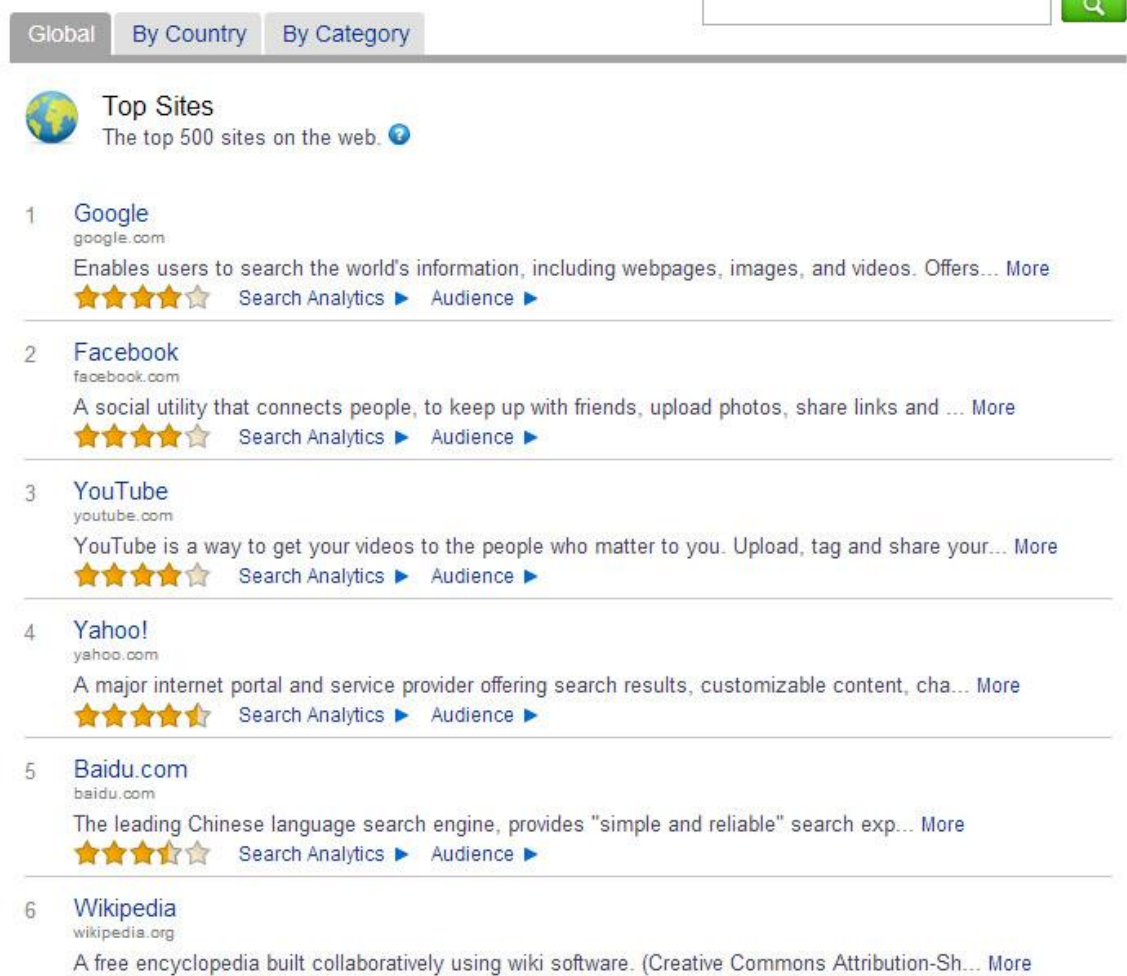 Global By Country By Category
Top Sites
The top 500 sites on the web. ?
1 Google
google.com
Enables users to search the world's information, including webpages, images, and videos. Offers... More
Search Analytics ▶ Audience ▶
2 Facebook
facebook.com
A social utility that connects people, to keep up with friends, upload photos, share links and ... More
Search Analytics ▶ Audience ▶
3 YouTube
youtube.com
YouTube is a way to get your videos to the people who matter to you. Upload, tag and share your... More
Search Analytics ▶ Audience ▶
4 Yahoo!
yahoo.com
A major internet portal and service provider offering search results, customizable content, cha... More
Search Analytics ▶ Audience ▶
5 Baidu.com
baidu.com
The leading Chinese language search engine, provides "simple and reliable" search exp... More
Search Analytics ▶ Audience ▶
6 Wikipedia
wikipedia.org
A free encyclopedia built collaboratively using wiki software. (Creative Commons Attribution-Sh... More